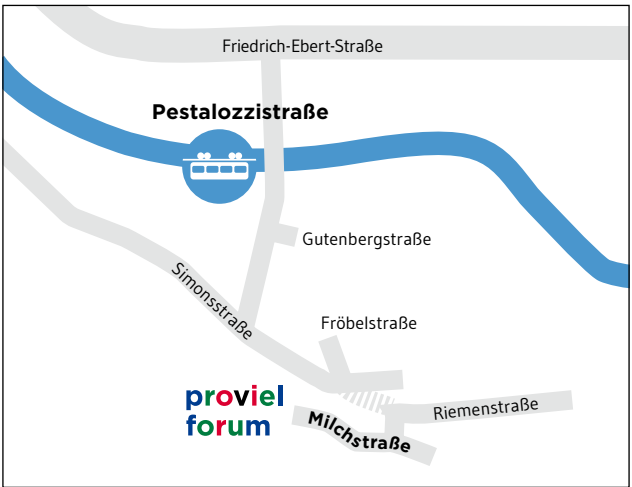 Friedrich-Ebert-Straße
Pestalozzistraße
Gutenbergstraße
Simonsstraße
Fröbelstraße
proviel
forum
Riemenstraße
Milchstraße